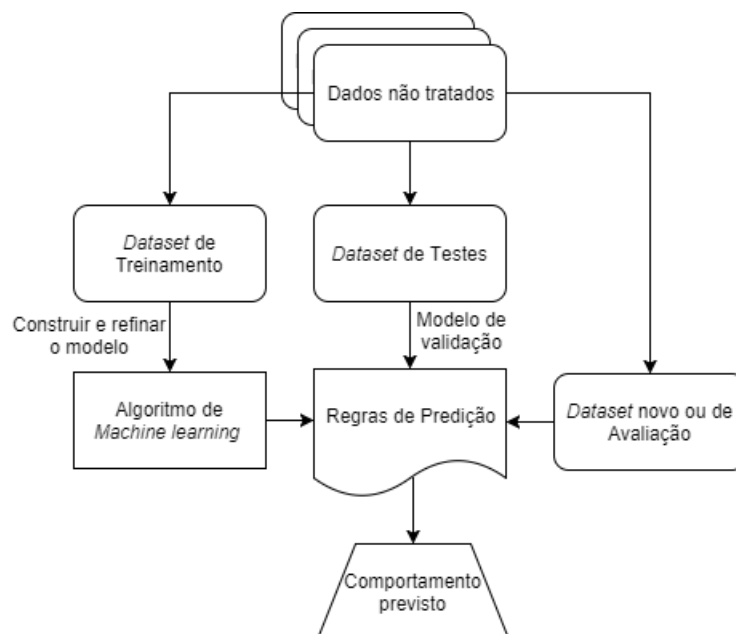 Dados não tratados
Dataset de
Treinamento
Dataset de Testes
Construir e refinar
o modelo
Modelo de
validação
Algoritmo de
Machine learning
Regras de Predição
Dataset novo ou de
Avaliação
Comportamento
previsto